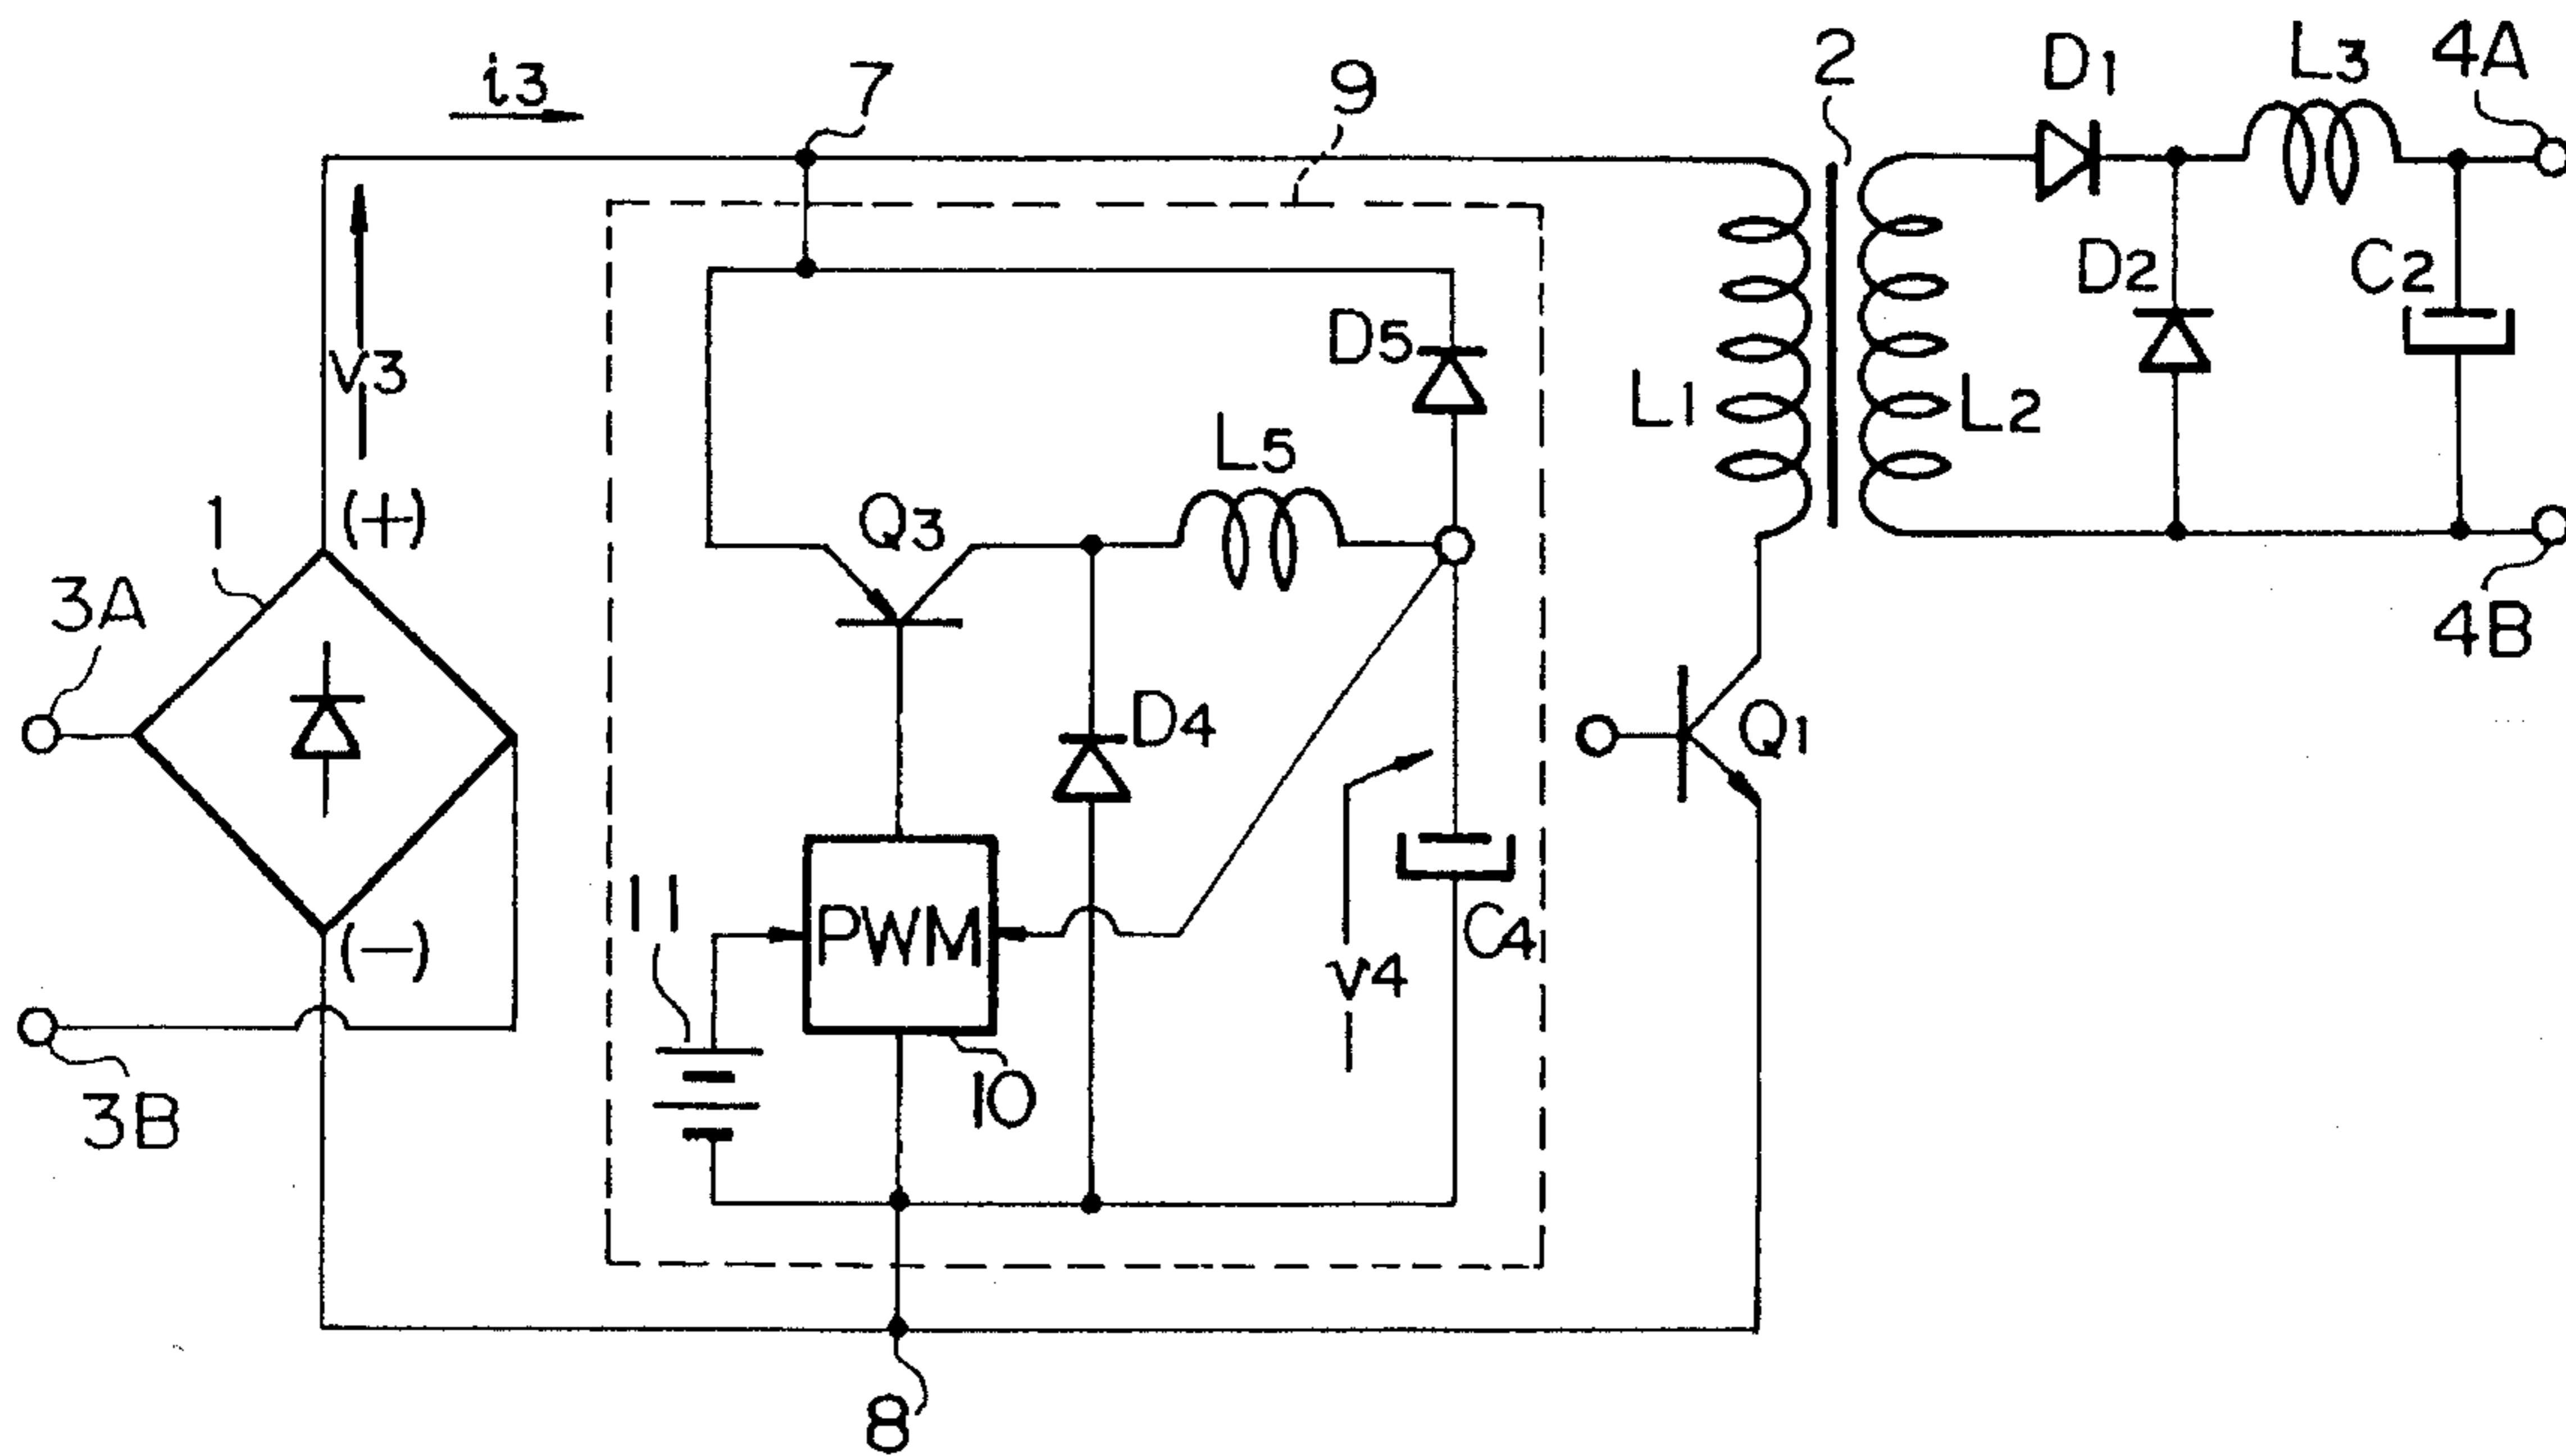 i3
7
9
2
D1
L3
4A
v3
D5
D2
C2
L1
L2
L5
1
(+)
Q3
3A
4B
D4
Q1
11
PWM
(—)
C4
v4
10
3B
8